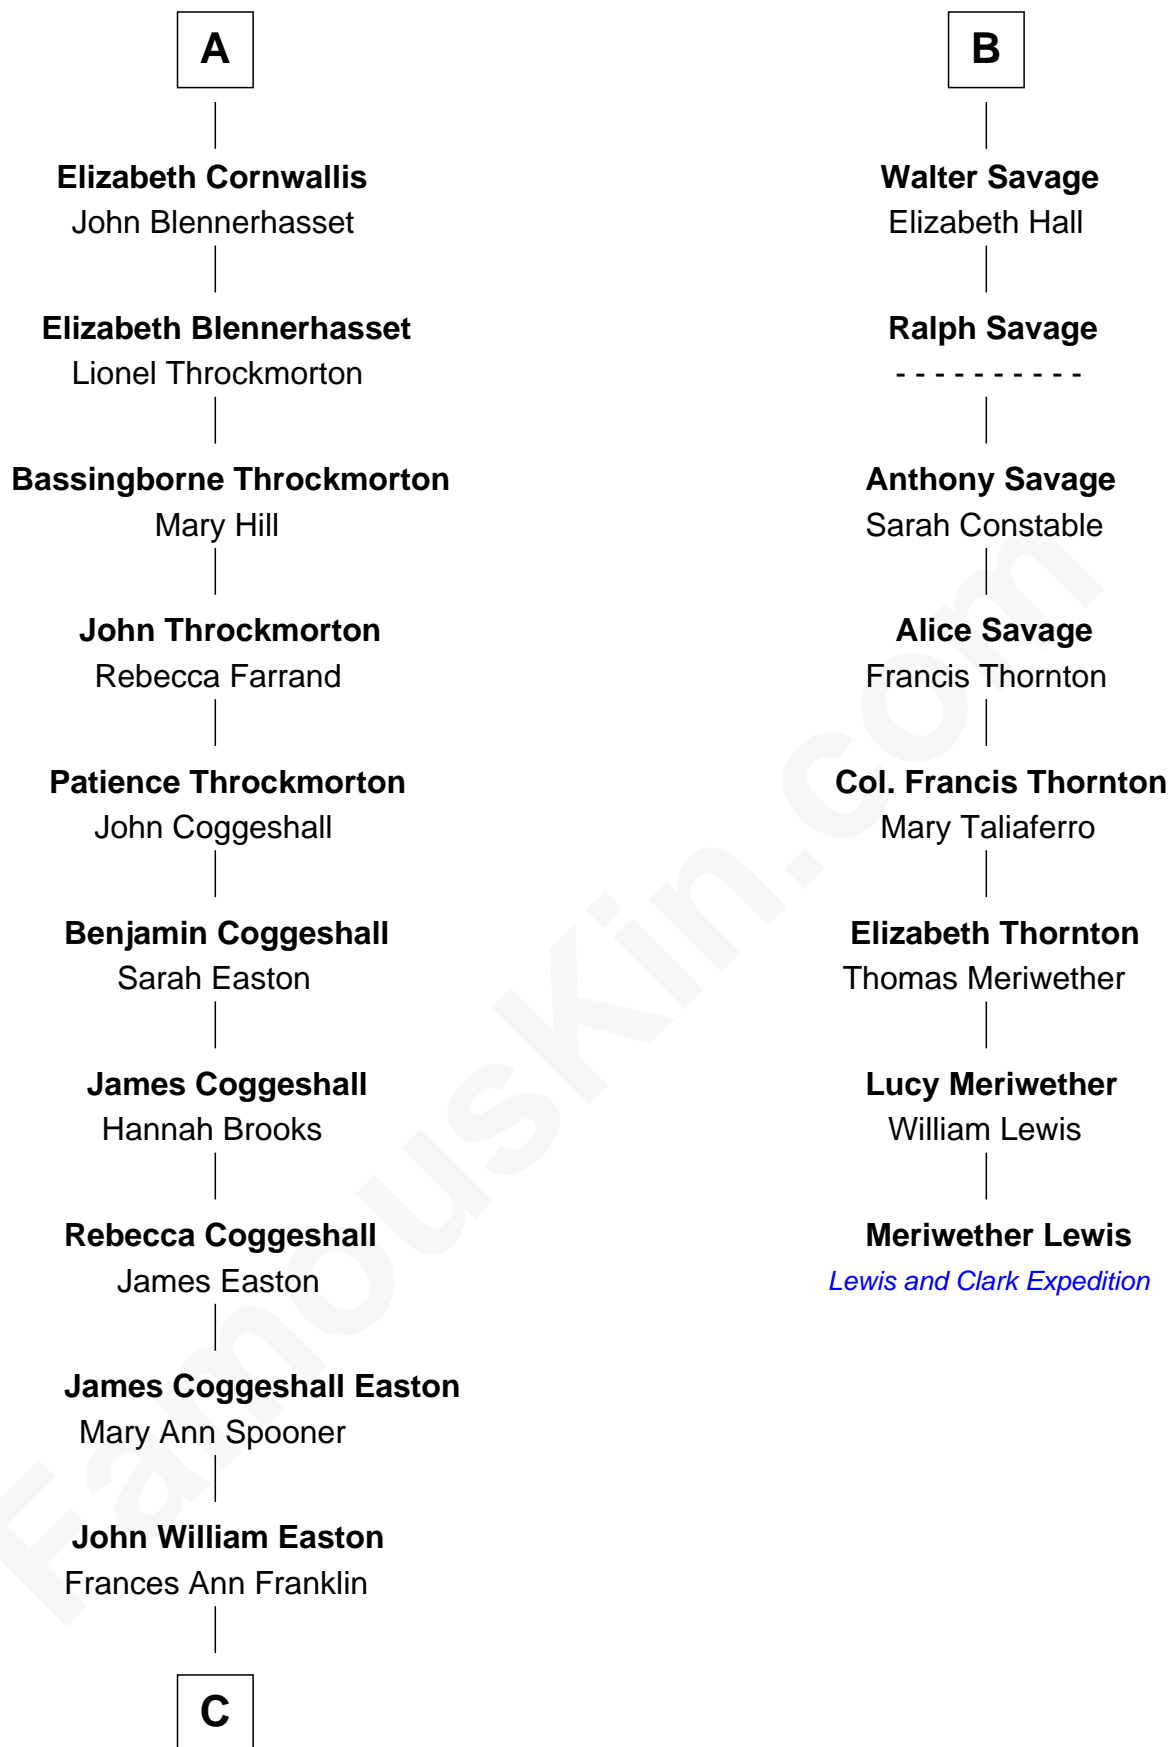 A
Elizabeth Cornwallis
John Blennerhasset
Elizabeth Blennerhasset
Lionel Throckmorton
Bassingborne Throckmorton
Mary Hill
John Throckmorton
Rebecca Farrand
Patience Throckmorton
John Coggeshall
Benjamin Coggeshall
Sarah Easton
James Coggeshall
Hannah Brooks
Rebecca Coggeshall
James Easton
James Coggeshall Easton
Mary Ann Spooner
John William Easton
Frances Ann Franklin
C
B
Walter Savage
Elizabeth Hall
Ralph Savage
- - - - - - - - - -
Anthony Savage
Sarah Constable
Alice Savage
Francis Thornton
Col. Francis Thornton
Mary Taliaferro
Elizabeth Thornton
Thomas Meriwether
Lucy Meriwether
William Lewis
Meriwether Lewis
Lewis and Clark Expedition
FamousKin.com